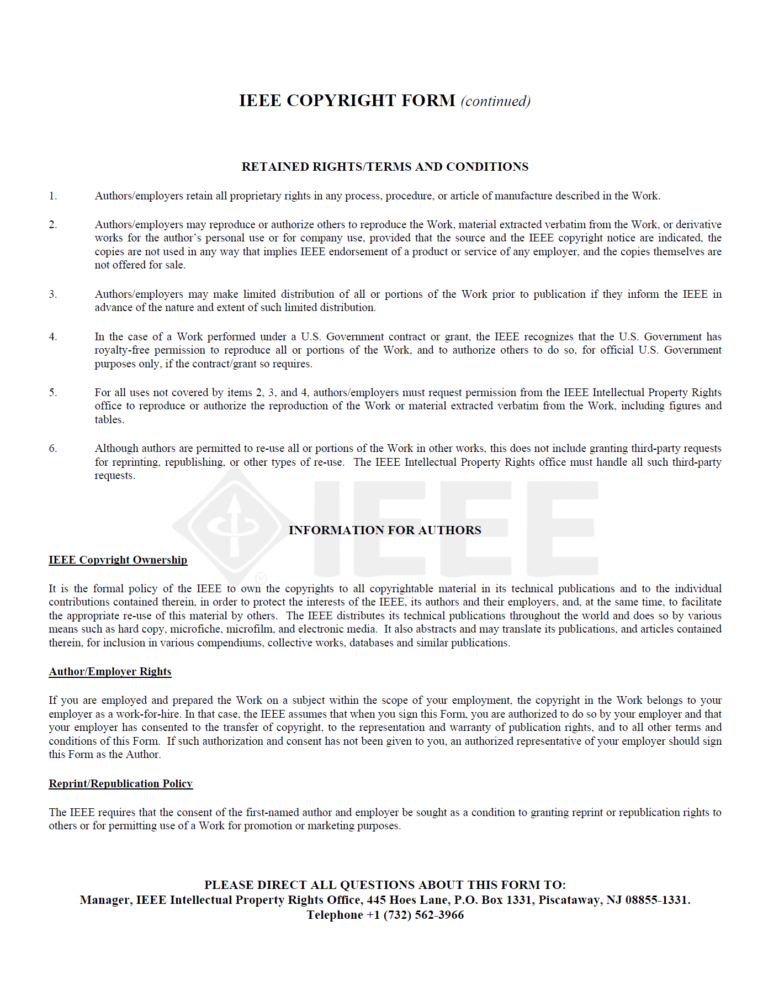 IEEE COPYRIGHT FORM (continued)
RETAINED RIGHTS/TERMS AND CONDITIONS
1. Authors/employers retain all proprietary rights in any process, procedure, or article of manufacture described in the Work.
2. Authors/employers may reproduce or authorize others to reproduce the Work, material extracted verbatim from the Work, or derivative
works for the author’s personal use or for company use, provided that the source and the IEEE copyright notice are indicated, the
copies are not used in any way that implies IEEE endorsement of a product or service of any employer, and the copies themselves are
not offered for sale.
3. Authors/employers may make limited distribution of all or portions of the Work prior to publication if they inform the IEEE in
advance of the nature and extent of such limited distribution.
4. In the case of a Work performed under a U.S. Government contract or grant, the IEEE recognizes that the U.S. Government has
royalty-free permission to reproduce all or portions of the Work, and to authorize others to do so, for official U.S. Government
purposes only, if the contract/grant so requires.
5. For all uses not covered by items 2, 3, and 4, authors/employers must request permission from the IEEE Intellectual Property Rights
office to reproduce or authorize the reproduction of the Work or material extracted verbatim from the Work, including figures and
tables.
6. Although authors are permitted to re-use all or portions of the Work in other works, this does not include granting third-party requests
for reprinting, republishing, or other types of re-use. The IEEE Intellectual Property Rights office must handle all such third-party
requests.
IEEE
®
INFORMATION FOR AUTHORS
IEEE Copyright Ownership
It is the formal policy of the IEEE to own the copyrights to all copyrightable material in its technical publications and to the individual
contributions contained therein, in order to protect the interests of the IEEE, its authors and their employers, and, at the same time, to facilitate
the appropriate re-use of this material by others. The IEEE distributes its technical publications throughout the world and does so by various
means such as hard copy, microfiche, microfilm, and electronic media. It also abstracts and may translate its publications, and articles contained
therein, for inclusion in various compendiums, collective works, databases and similar publications.
Author/Employer Rights
If you are employed and prepared the Work on a subject within the scope of your employment, the copyright in the Work belongs to your
employer as a work-for-hire. In that case, the IEEE assumes that when you sign this Form, you are authorized to do so by your employer and that
your employer has consented to the transfer of copyright, to the representation and warranty of publication rights, and to all other terms and
conditions of this Form. If such authorization and consent has not been given to you, an authorized representative of your employer should sign
this Form as the Author.
Reprint/Republication Policy
The IEEE requires that the consent of the first-named author and employer be sought as a condition to granting reprint or republication rights to
others or for permitting use of a Work for promotion or marketing purposes.
PLEASE DIRECT ALL QUESTIONS ABOUT THIS FORM TO:
Manager, IEEE Intellectual Property Rights Office, 445 Hoes Lane, P.O. Box 1331, Piscataway, NJ 08855-1331.
Telephone +1 (732) 562-3966